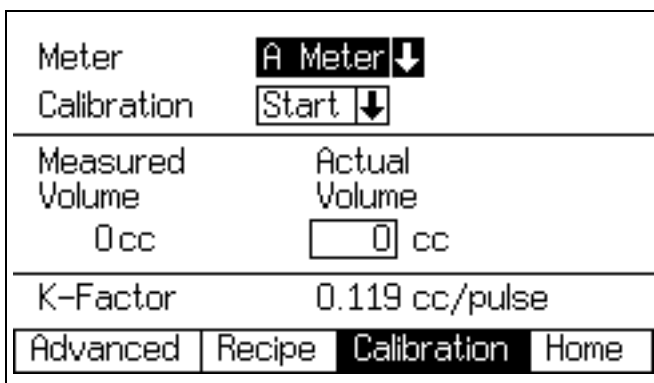 Meter A Meter
Calibration Start
Measured Volume Actual Volume
0 cc 0 cc
K-Factor 0.119 cc/pulse
Advanced Recipe Calibration Home